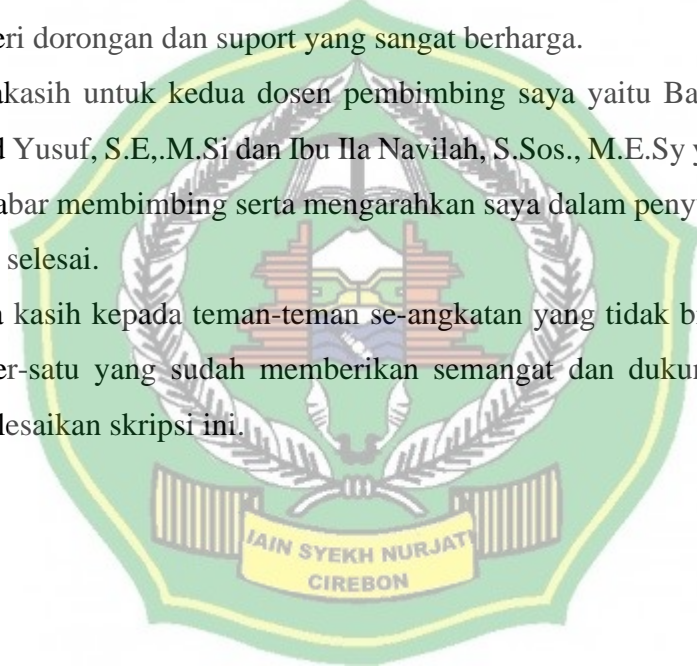 eri dorongan dan suport yang sangat berharga.
akasih untuk kedua dosen pembimbing saya yaitu Ba
d Yusuf, S.E,.M.Si dan Ibu Ila Navilah, S.Sos., M.E.Sy y
abar membimbing serta mengarahkan saya dalam peny
selesai.
a kasih kepada teman-teman se-angkatan yang tidak b
er-satu yang sudah memberikan semangat dan duku
lesaikan skripsi ini.
IAIN SYEKH NURJATI
CIREBON